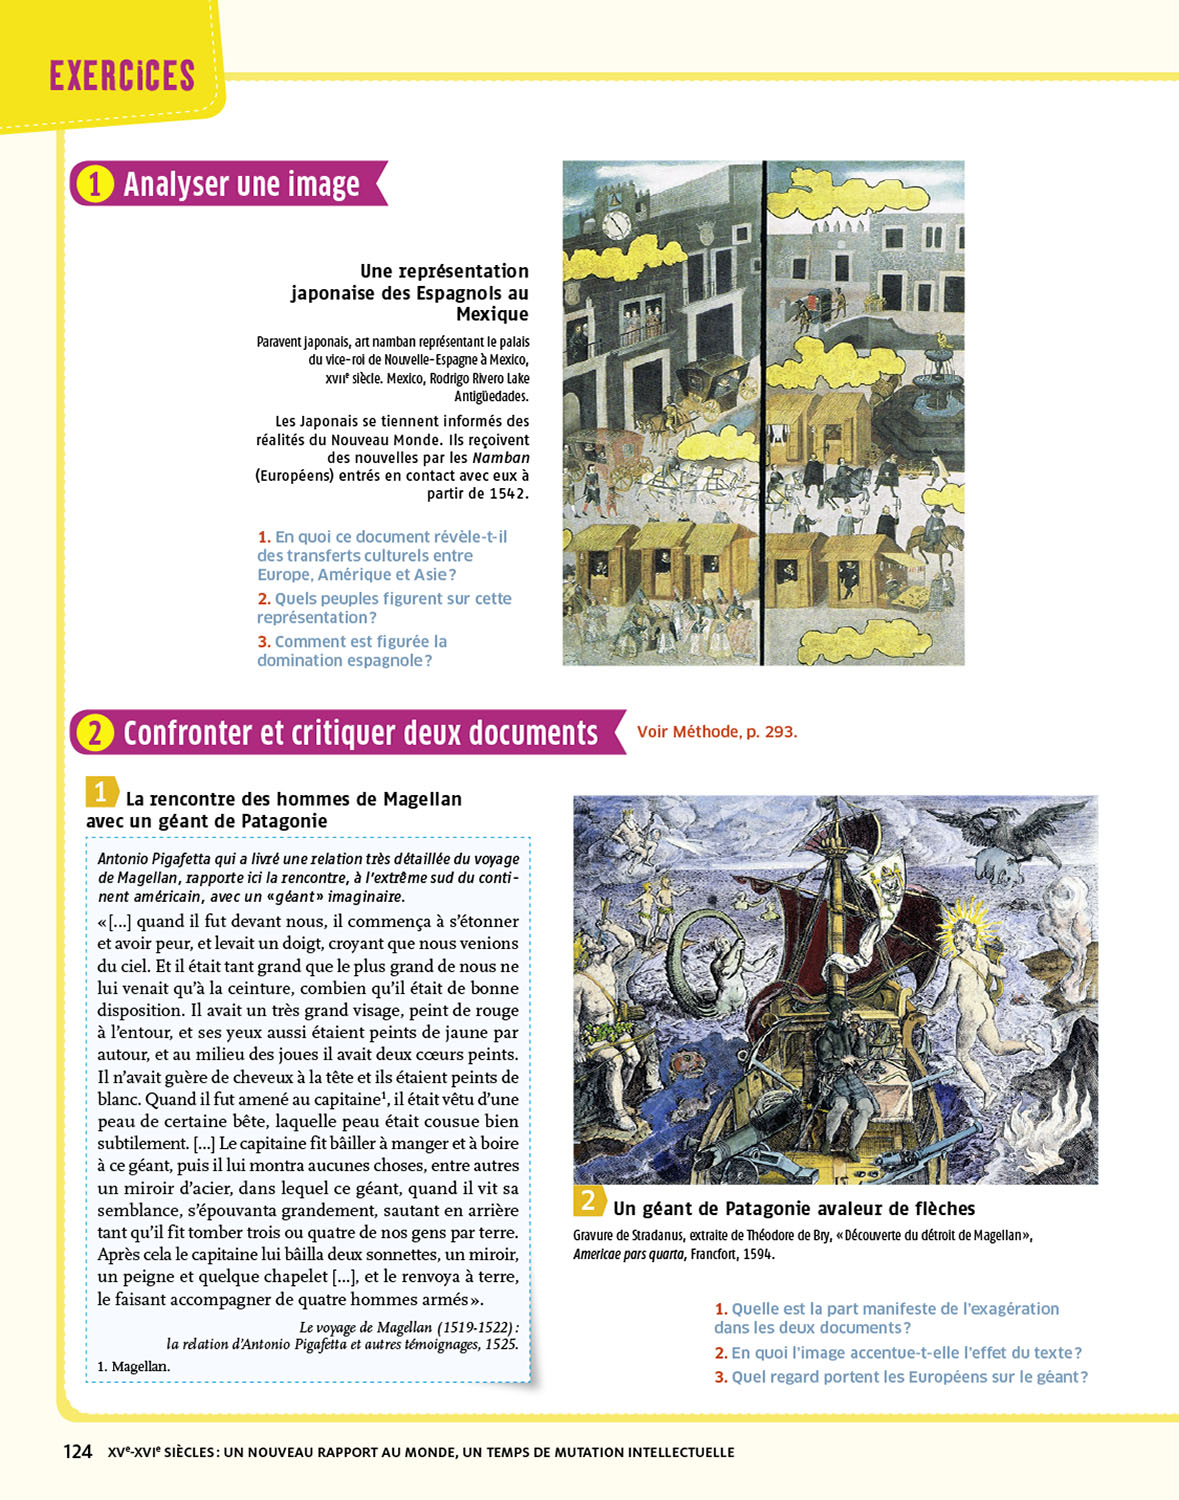 EXERCiCES
1 Analyser une image
Une représentation
japonaise des Espagnols au
Mexique
Paravent japonais, art namban représentant le palais
du vice-roi de Nouvelle-Espagne à Mexico,
XVIIe siècle. Mexico, Rodrigo Rivero Lake
Antigüedades.
Les Japonais se tiennent informés des
réalités du Nouveau Monde. Ils reçoivent
des nouvelles par les Namban
(Européens) entrés en contact avec eux à
partir de 1542.
1. En quoi ce document révèle-t-il
des transferts culturels entre
Europe, Amérique et Asie ?
2. Quels peuples figurent sur cette
représentation ?
3. Comment est figurée la
domination espagnole ?
2 Confronter et critiquer deux documents Voir Méthode, p. 293.
1 La rencontre des hommes de Magellan
avec un géant de Patagonie
Antonio Pigafetta qui a livré une relation très détaillée du voyage
de Magellan, rapporte ici la rencontre, à l'extrême sud du conti-
nent américain, avec un «géant» imaginaire.
«[...] quand il fut devant nous, il commença à s'étonner
et avoir peur, et levait un doigt, croyant que nous venions
du ciel. Et il était tant grand que le plus grand de nous ne
lui venait qu'à la ceinture, combien qu'il était de bonne
disposition. Il avait un très grand visage, peint de rouge
à l'entour, et ses yeux aussi étaient peints de jaune par
autour, et au milieu des joues il avait deux cœurs peints.
Il n'avait guère de cheveux à la tête et ils étaient peints de
blanc. Quand il fut amené au capitaine¹, il était vêtu d'une
peau de certaine bête, laquelle peau était cousue bien
subtilement. [...] Le capitaine fit bâiller à manger et à boire
à ce géant, puis il lui montra aucunes choses, entre autres
un miroir d'acier, dans lequel ce géant, quand il vit sa
semblance, s'épouvanta grandement, sautant en arrière
tant qu'il fit tomber trois ou quatre de nos gens par terre.
Après cela le capitaine lui bâilla deux sonnettes, un miroir,
un peigne et quelque chapelet [...], et le renvoya à terre,
le faisant accompagner de quatre hommes armés».
Le voyage de Magellan (1519-1522) :
la relation d'Antonio Pigafetta et autres témoignages, 1525.
1. Magellan.
2 Un géant de Patagonie avaleur de flèches
Gravure de Stradanus, extraite de Théodore de Bry, «Découverte du détroit de Magellan»,
Americae pars quarta, Francfort, 1594.
1. Quelle est la part manifeste de l'exagération
dans les deux documents ?
2. En quoi l'image accentue-t-elle l'effet du texte ?
3. Quel regard portent les Européens sur le géant ?
124 XVe-XVIe SIÈCLES : UN NOUVEAU RAPPORT AU MONDE, UN TEMPS DE MUTATION INTELLECTUELLE